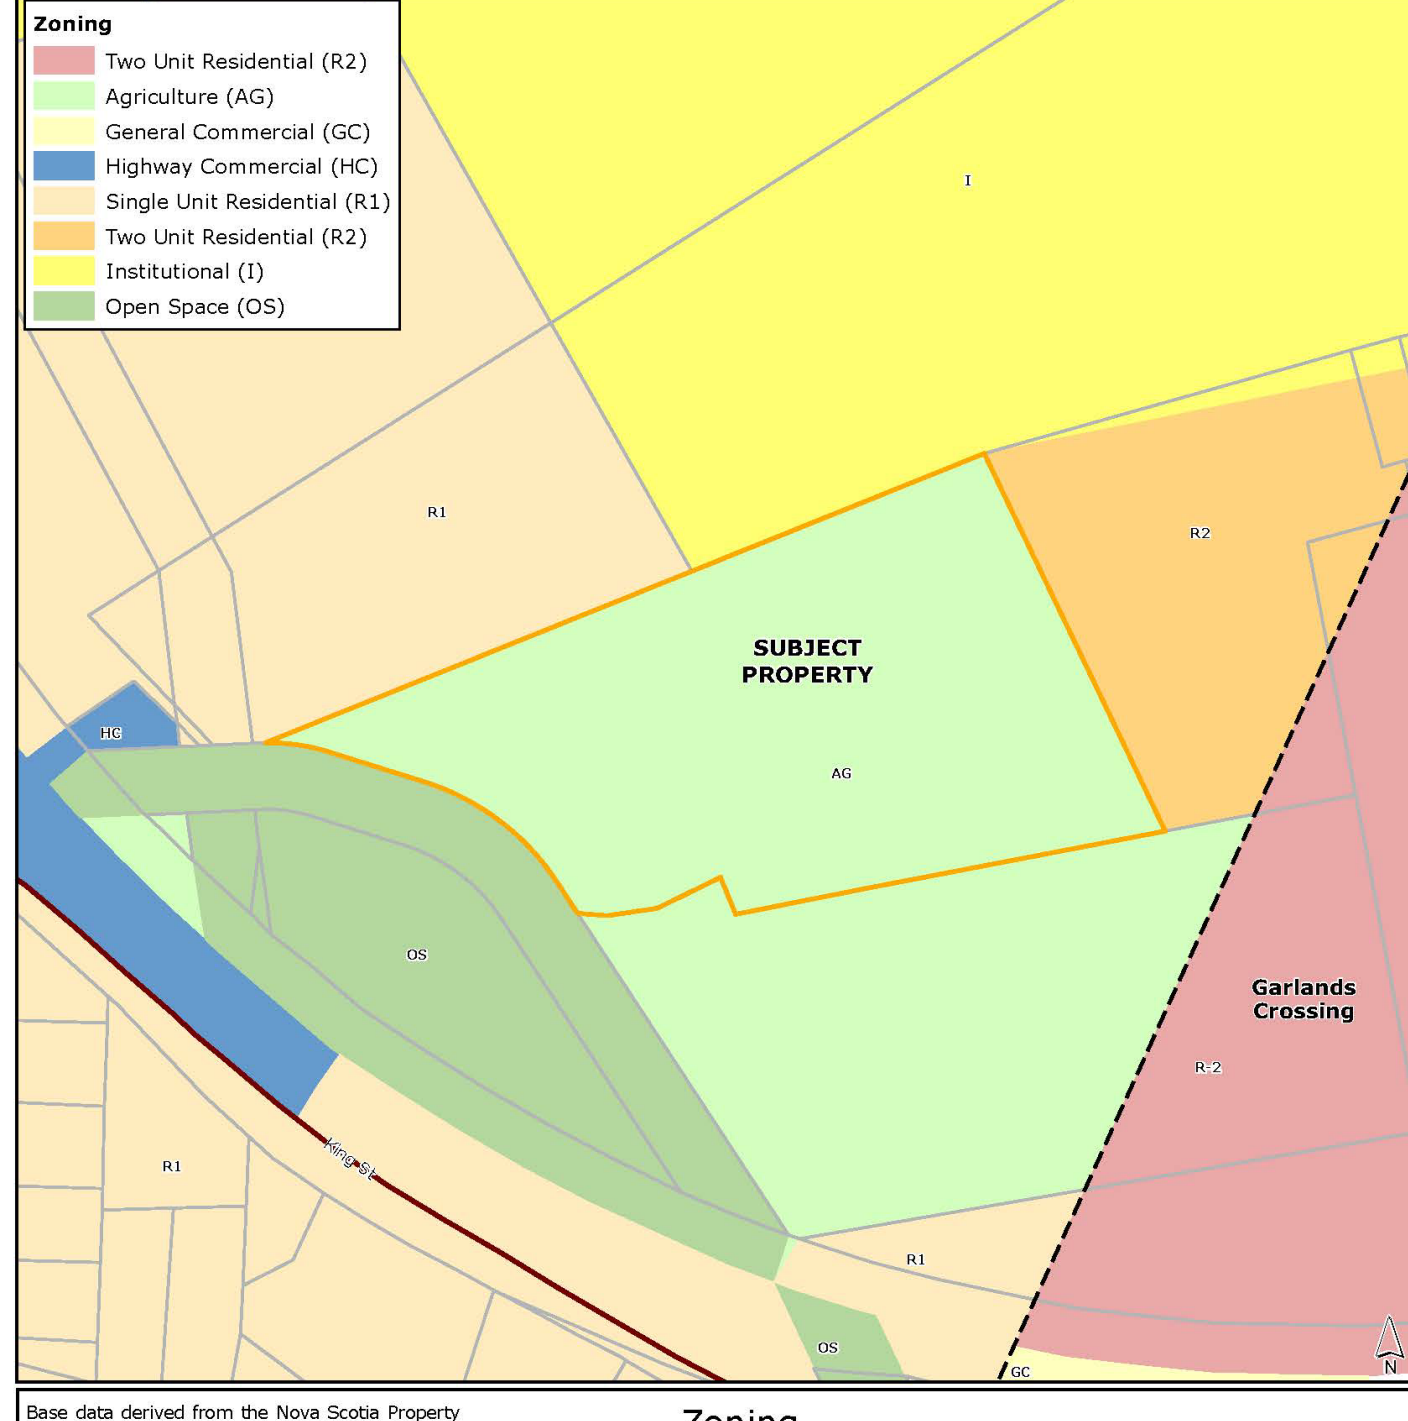 Zoning
Two Unit Residential (R2)
Agriculture (AG)
General Commercial (GC)
Highway Commercial (HC)
Single Unit Residential (R1)
Two Unit Residential (R2)
Institutional (I)
Open Space (OS)
I
R1
R2
SUBJECT
PROPERTY
HC
AG
OS
Garlands
Crossing
R-2
King St
R1
R1
OS
GC
N
Base data derived from the Nova Scotia Property
Zoning